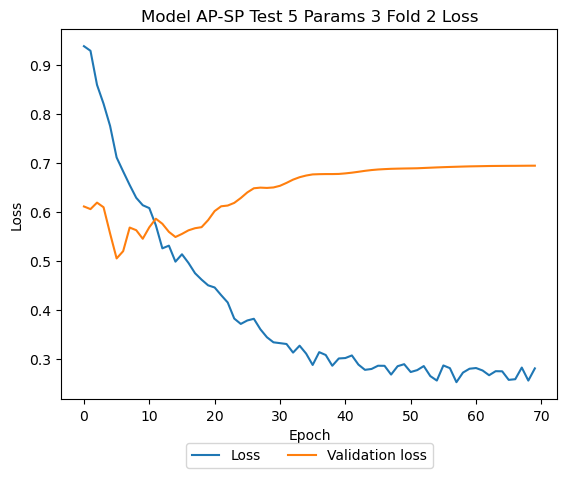 Model AP-SP Test 5 Params 3 Fold 2 Loss
Loss
0.9
0.8
0.7
0.6
0.5
0.4
0.3
0 10 20 30 40 50 60 70
Epoch
Loss Validation loss